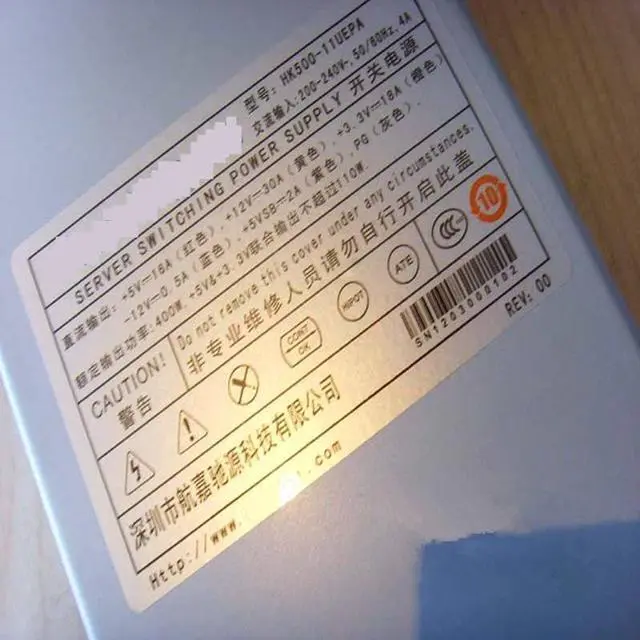 型号: HK500-11UEPA
交流输入.200-240V~,50/60Hz,4A
SERVER SWITCHING POWER SUPPLY 开关电源
直流输出: +5V⎓16A (红色). +12V⎓30A (黄色). +3.3V⎓18A (橙色)
-12V⎓0.5A (蓝色). +5VSB⎓2A (紫色). PG (灰色).
额定输出功率: 400W. +5V&+3.3V联合输出不超过110W.
CAUTION!
警告
Do not remove this cover under any circumstances.
非专业维修人员请勿自行开启此盖
10
CONT
OK
HIPOT
ATE
CCC
SN1203000102
REV: 00
深圳市航嘉驰源科技有限公司
Http://www. .com